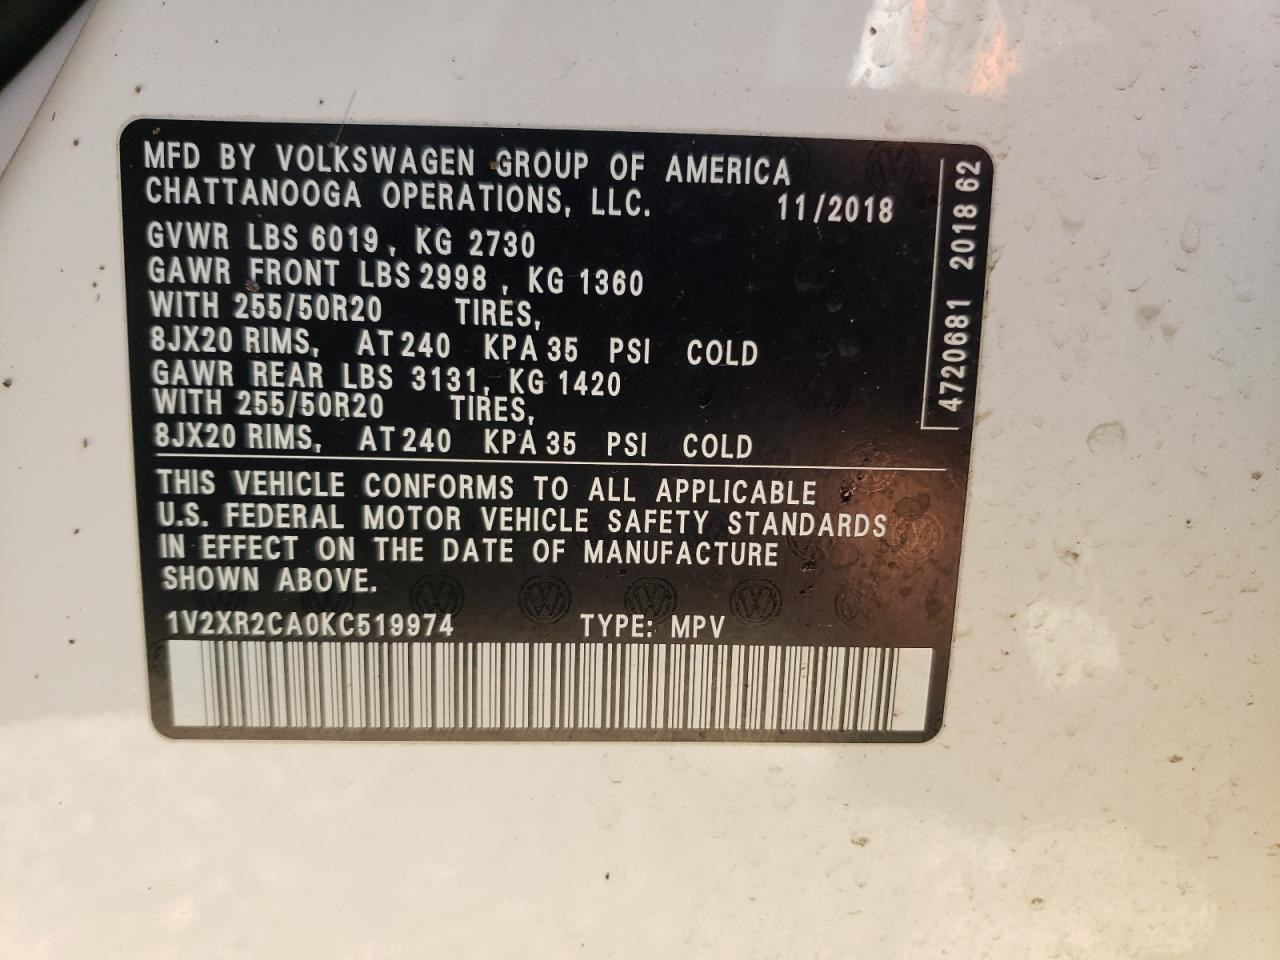 MFD BY VOLKSWAGEN GROUP OF AMERICA
CHATTANOOGA OPERATIONS, LLC. 11/2018
GVWR LBS 6019, KG 2730
GAWR FRONT LBS 2998, KG 1360
WITH 255/50R20 TIRES,
8JX20 RIMS, AT 240 KPA 35 PSI COLD
GAWR REAR LBS 3131, KG 1420
WITH 255/50R20 TIRES,
8JX20 RIMS, AT 240 KPA 35 PSI COLD
THIS VEHICLE CONFORMS TO ALL APPLICABLE
U.S. FEDERAL MOTOR VEHICLE SAFETY STANDARDS
IN EFFECT ON THE DATE OF MANUFACTURE
SHOWN ABOVE.
1V2XR2CA0KC519974 TYPE: MPV
4720681 2018 62